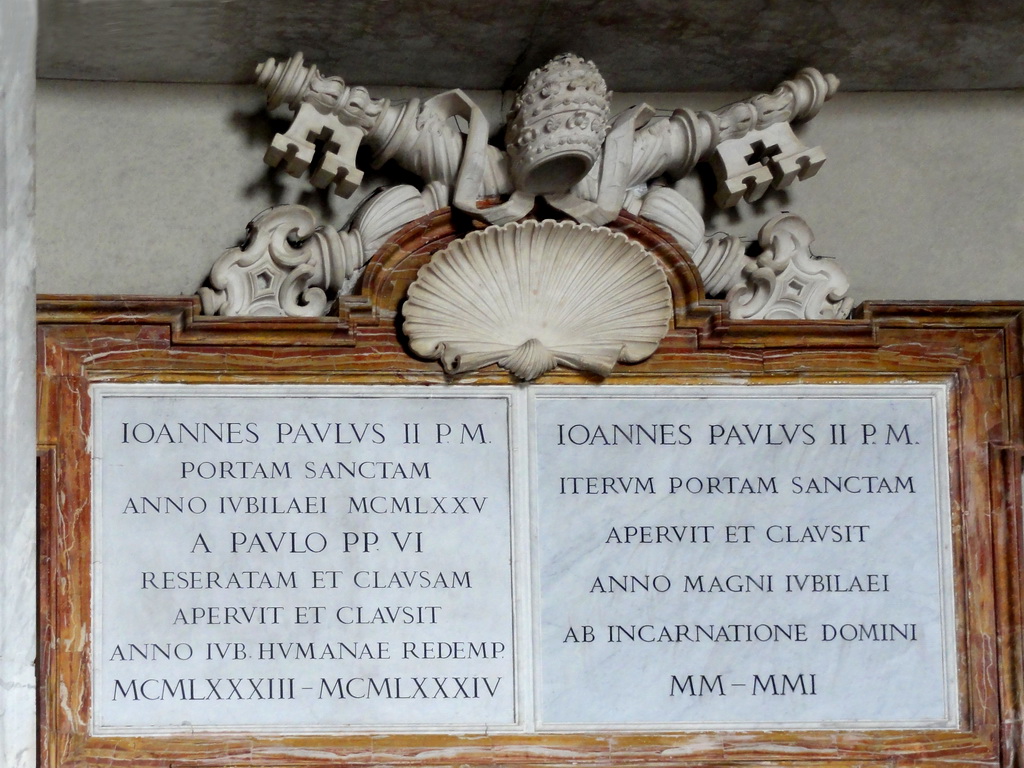 IOANNES PAVLVS II P.M.
PORTAM SANCTAM
ANNO IVBILAEI MCMLXXV
A PAVLO PP. VI
RESERATAM ET CLAVSAM
APERVIT ET CLAVSIT
ANNO IVB. HVMANAE REDEMP.
MCMLXXXIII – MCMLXXXIV
IOANNES PAVLVS II P.M.
ITERVM PORTAM SANCTAM
APERVIT ET CLAVSIT
ANNO MAGNI IVBILAEI
AB INCARNATIONE DOMINI
MM – MMI